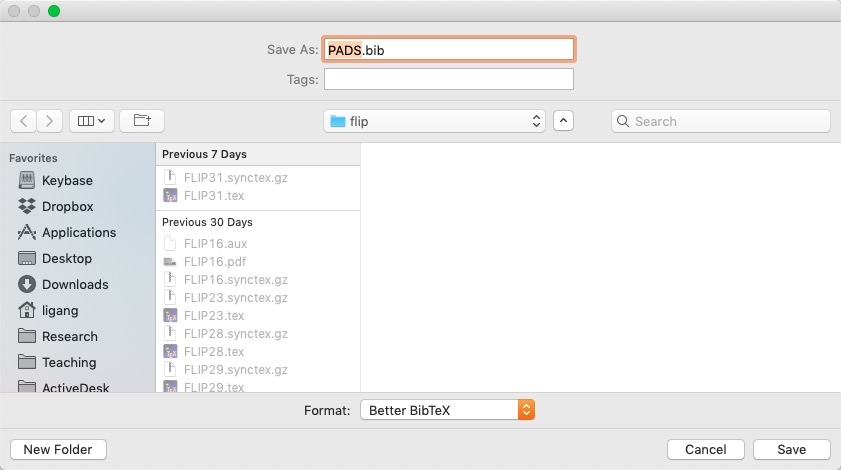 Save As: PADS.bib
Tags:
flip
Search
Favorites
Keybase
Dropbox
Applications
Desktop
Downloads
ligang
Research
Teaching
ActiveDesk
Previous 7 Days
FLIP31.synctex.gz
FLIP31.tex
Previous 30 Days
FLIP16.aux
FLIP16.pdf
FLIP16.synctex.gz
FLIP23.synctex.gz
FLIP23.tex
FLIP28.synctex.gz
FLIP28.tex
FLIP29.synctex.gz
FLIP29.tex
Format: Better BibTeX
New Folder
Cancel
Save